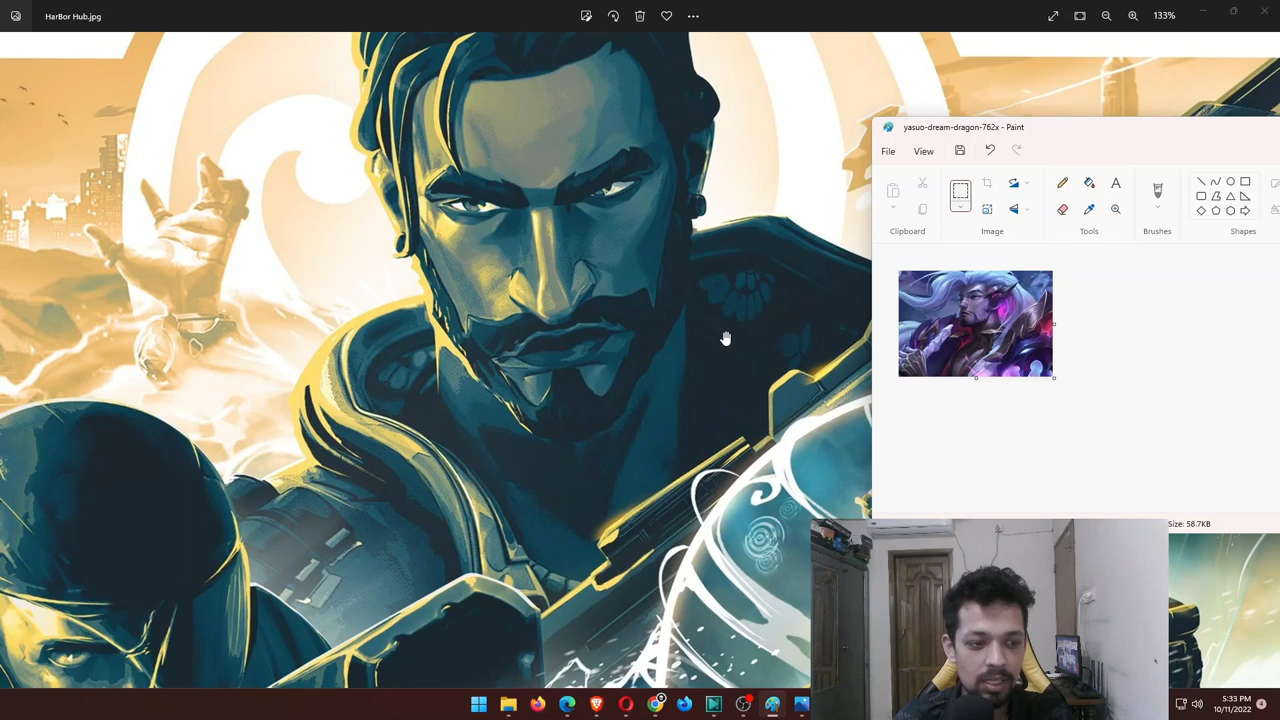 HarBor Hub.jpg
133%
yasuo-dream-dragon-762x - Paint
File
View
Clipboard
Image
Tools
Brushes
Shapes
Size: 58.7KB
5:33 PM
10/11/2022